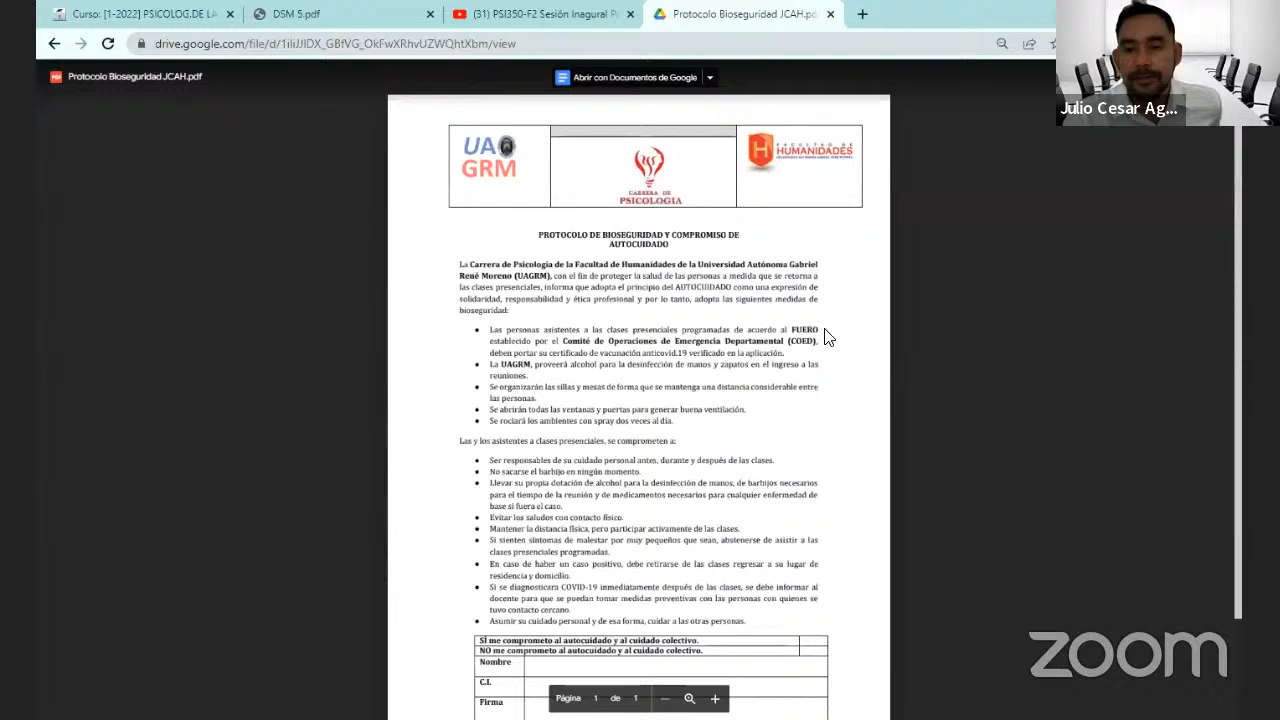 Curso: [1-2022] PSICOLOG.DE LA
DSM 5.pdf
(31) PSI350-F2 Sesión Inagural P
Protocolo Bioseguridad JCAH.pd
Protocolo Bioseguridad JCAH.pdf
Abrir con Documentos de Google
Julio Cesar Ag...
UA
GRM
CARRERA DE
PSICOLOGIA
FACULTAD DE
HUMANIDADES
PROTOCOLO DE BIOSEGURIDAD Y COMPROMISO DE
AUTOCUIDADO
La Carrera de Psicología de la Facultad de Humanidades de la Universidad Autónoma Gabriel
René Moreno (UAGRM), con el fin de proteger la salud de las personas a medida que se retorna a
las clases presenciales, informa que adopta el principio del AUTOCUIDADO como una expresión de
solidaridad, responsabilidad y ética profesional y por lo tanto, adopta las siguientes medidas de
bioseguridad:
• Las personas asistentes a las clases presenciales programadas de acuerdo al FUERO
establecido por el Comité de Operaciones de Emergencia Departamental (COED),
deben portar su certificado de vacunación anticovid.19 verificado en la aplicación.
• La UAGRM, proveerá alcohol para la desinfección de manos y zapatos en el ingreso a las
reuniones.
• Se organizarán las sillas y mesas de forma que se mantenga una distancia considerable entre
las personas.
• Se abrirán todas las ventanas y puertas para generar buena ventilación.
• Se rociará los ambientes con spray dos veces al día.
Las y los asistentes a clases presenciales, se comprometen a:
• Ser responsables de su cuidado personal antes, durante y después de las clases.
• No sacarse el barbijo en ningún momento.
• Llevar su propia dotación de alcohol para la desinfección de manos, de barbijos necesarios
para el tiempo de la reunión y de medicamentos necesarios para cualquier enfermedad de
base si fuera el caso.
• Evitar los saludos con contacto físico.
• Mantener la distancia física, pero participar activamente de las clases.
• Si sienten síntomas de malestar por muy pequeños que sean, abstenerse de asistir a las
clases presenciales programadas.
• En caso de haber un caso positivo, debe retirarse de las clases regresar a su lugar de
residencia y domicilio.
• Si se diagnosticara COVID-19 inmediatamente después de las clases, se debe informar al
docente para que se puedan tomar medidas preventivas con las personas con quienes se
tuvo contacto cercano.
• Asumir su cuidado personal y de esa forma, cuidar a las otras personas.
SÍ me comprometo al autocuidado y al cuidado colectivo.
NO me comprometo al autocuidado y al cuidado colectivo.
Nombre
C.I.
Firma
Página 1 de 1
zoom